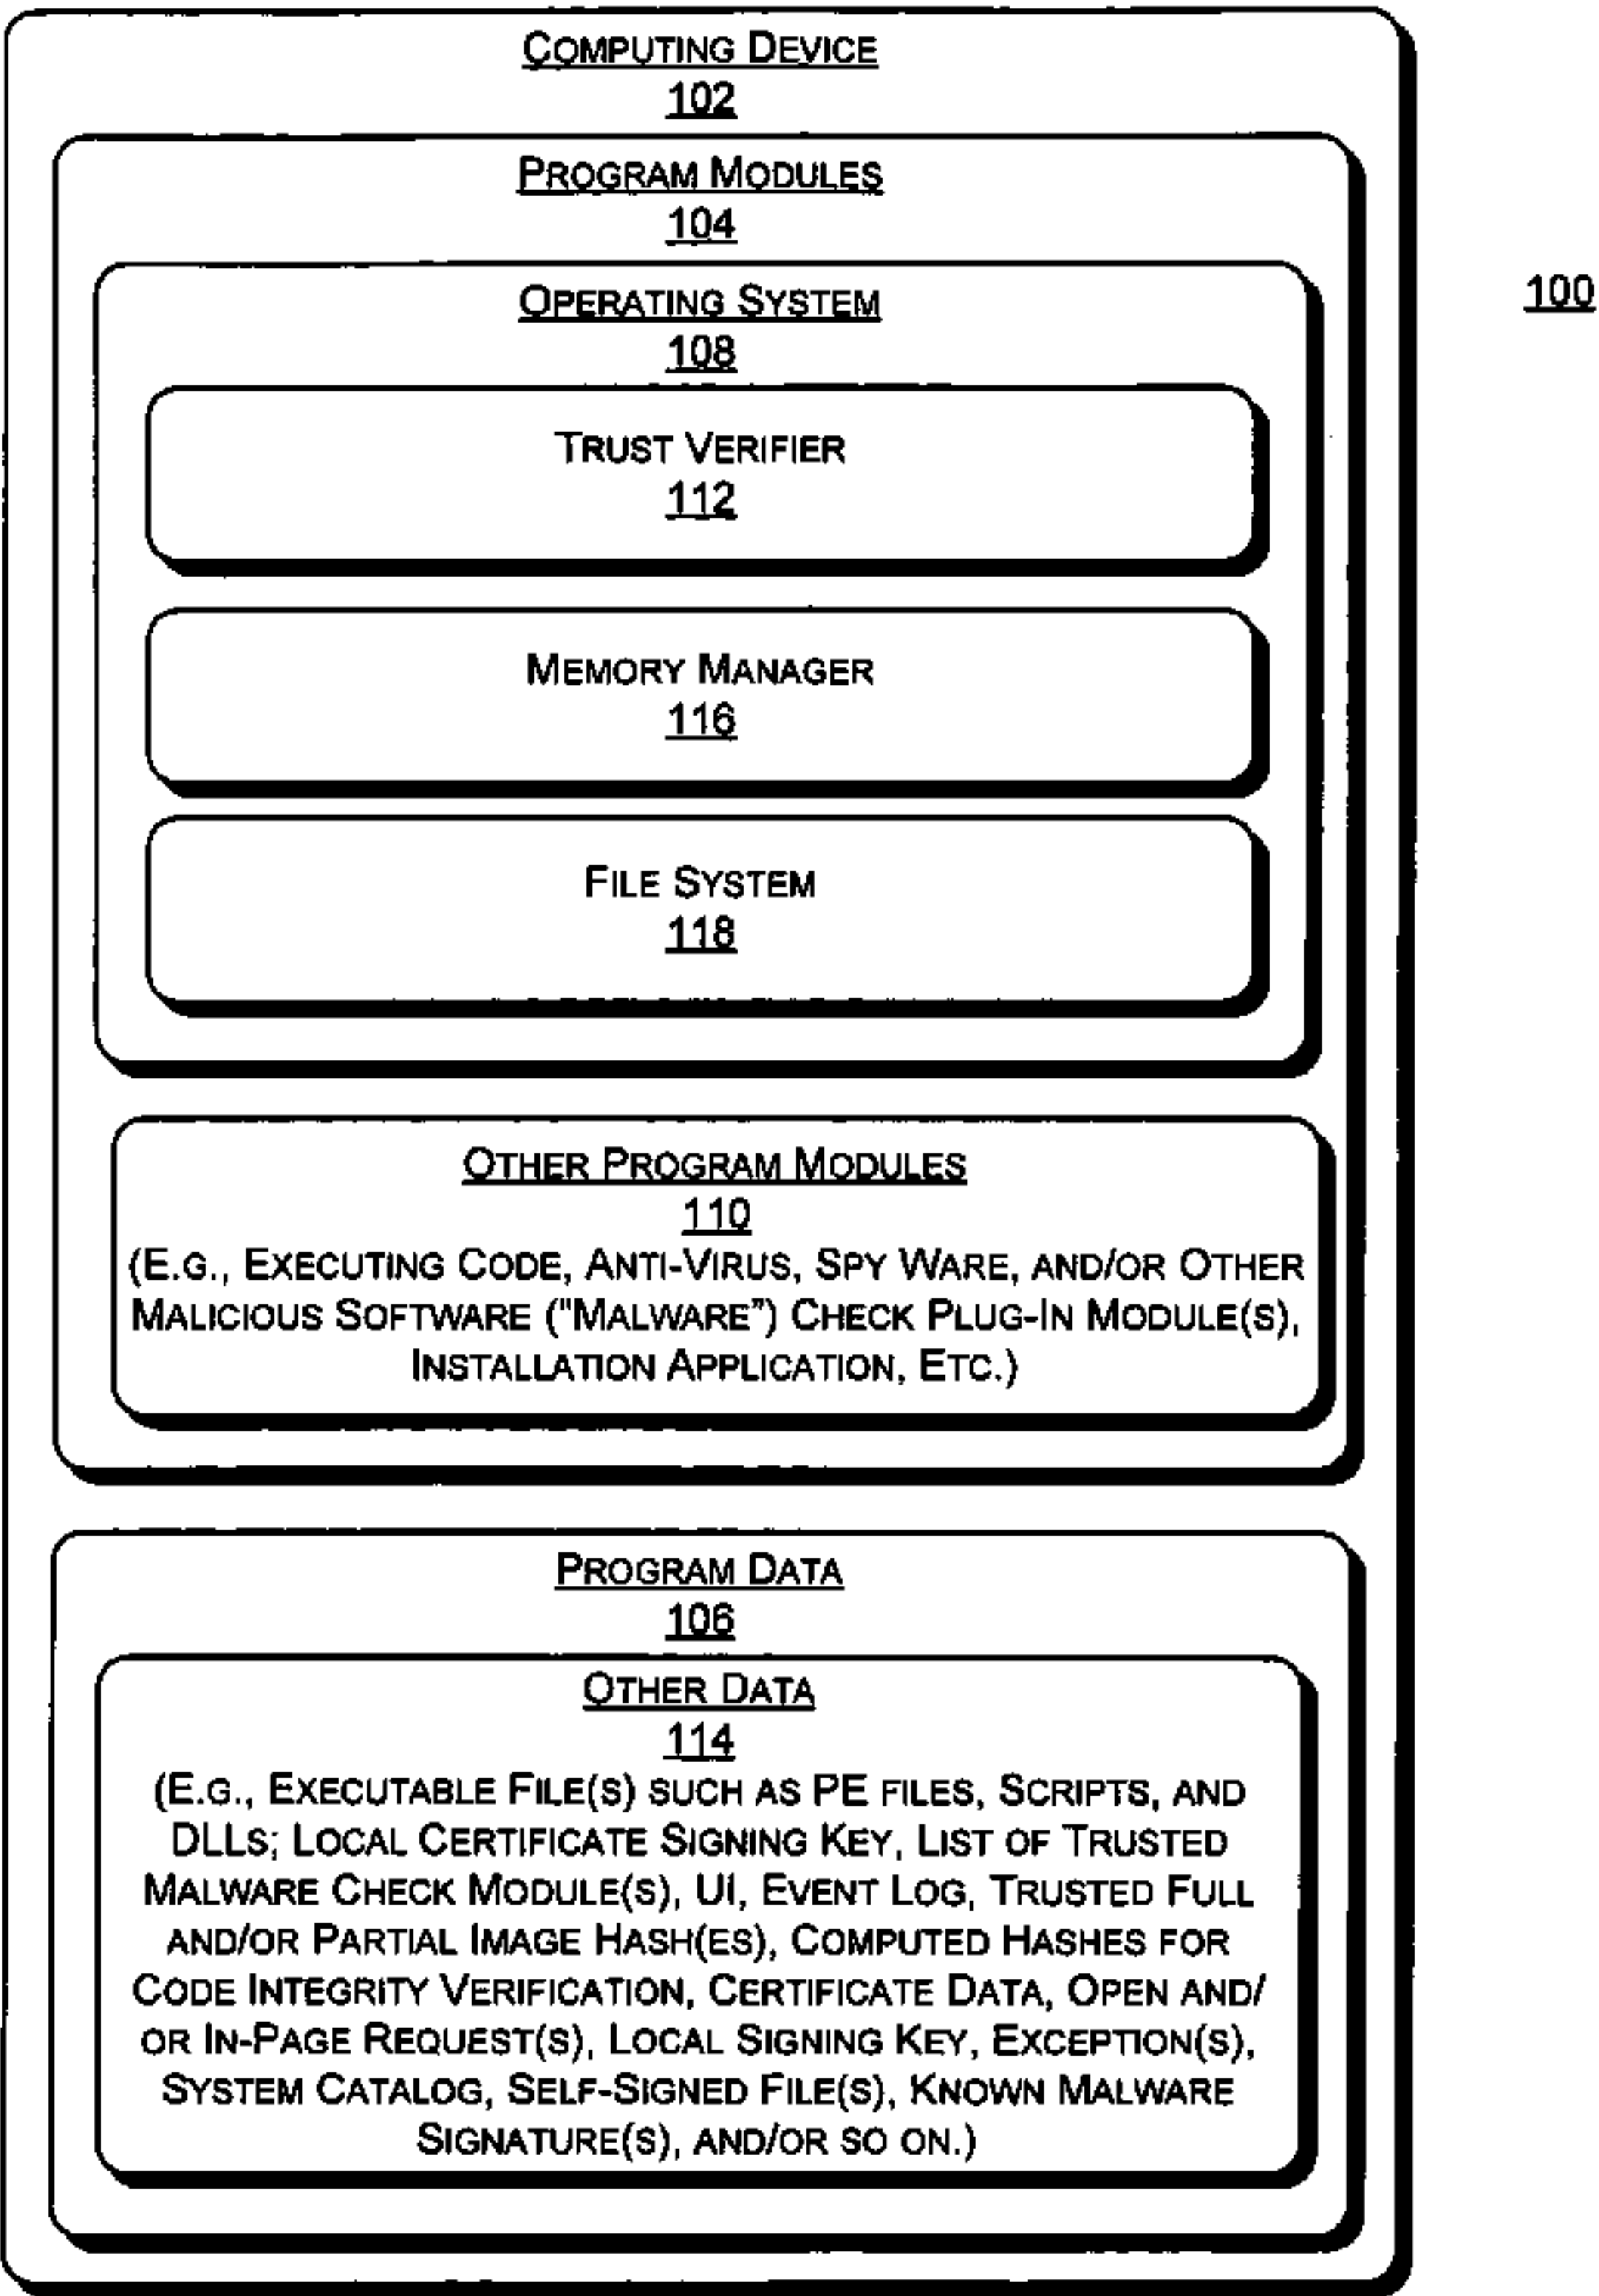 COMPUTING DEVICE
102
PROGRAM MODULES
104
OPERATING SYSTEM
108
100
TRUST VERIFIER
112
MEMORY MANAGER
116
FILE SYSTEM
118
OTHER PROGRAM MODULES
110
(E.G., EXECUTING CODE, ANTI-VIRUS, SPY WARE, AND/OR OTHER
MALICIOUS SOFTWARE ("MALWARE") CHECK PLUG-IN MODULE(S),
INSTALLATION APPLICATION, ETC.)
PROGRAM DATA
106
OTHER DATA
114
(E.G., EXECUTABLE FILE(S) SUCH AS PE FILES, SCRIPTS, AND
DLLS; LOCAL CERTIFICATE SIGNING KEY, LIST OF TRUSTED
MALWARE CHECK MODULE(S), UI, EVENT LOG, TRUSTED FULL
AND/OR PARTIAL IMAGE HASH(ES), COMPUTED HASHES FOR
CODE INTEGRITY VERIFICATION, CERTIFICATE DATA, OPEN AND/
OR IN-PAGE REQUEST(S), LOCAL SIGNING KEY, EXCEPTION(S),
SYSTEM CATALOG, SELF-SIGNED FILE(S), KNOWN MALWARE
SIGNATURE(S), AND/OR SO ON.)